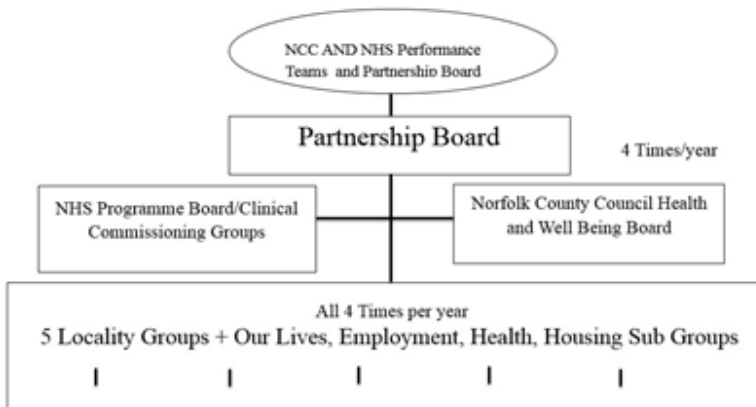 NCC AND NHS Performance
Teams and Partnership Board
Partnership Board
4 Times/year
NHS Programme Board/Clinical
Commissioning Groups
Norfolk County Council Health
and Well Being Board
All 4 Times per year
5 Locality Groups + Our Lives, Employment, Health, Housing Sub Groups